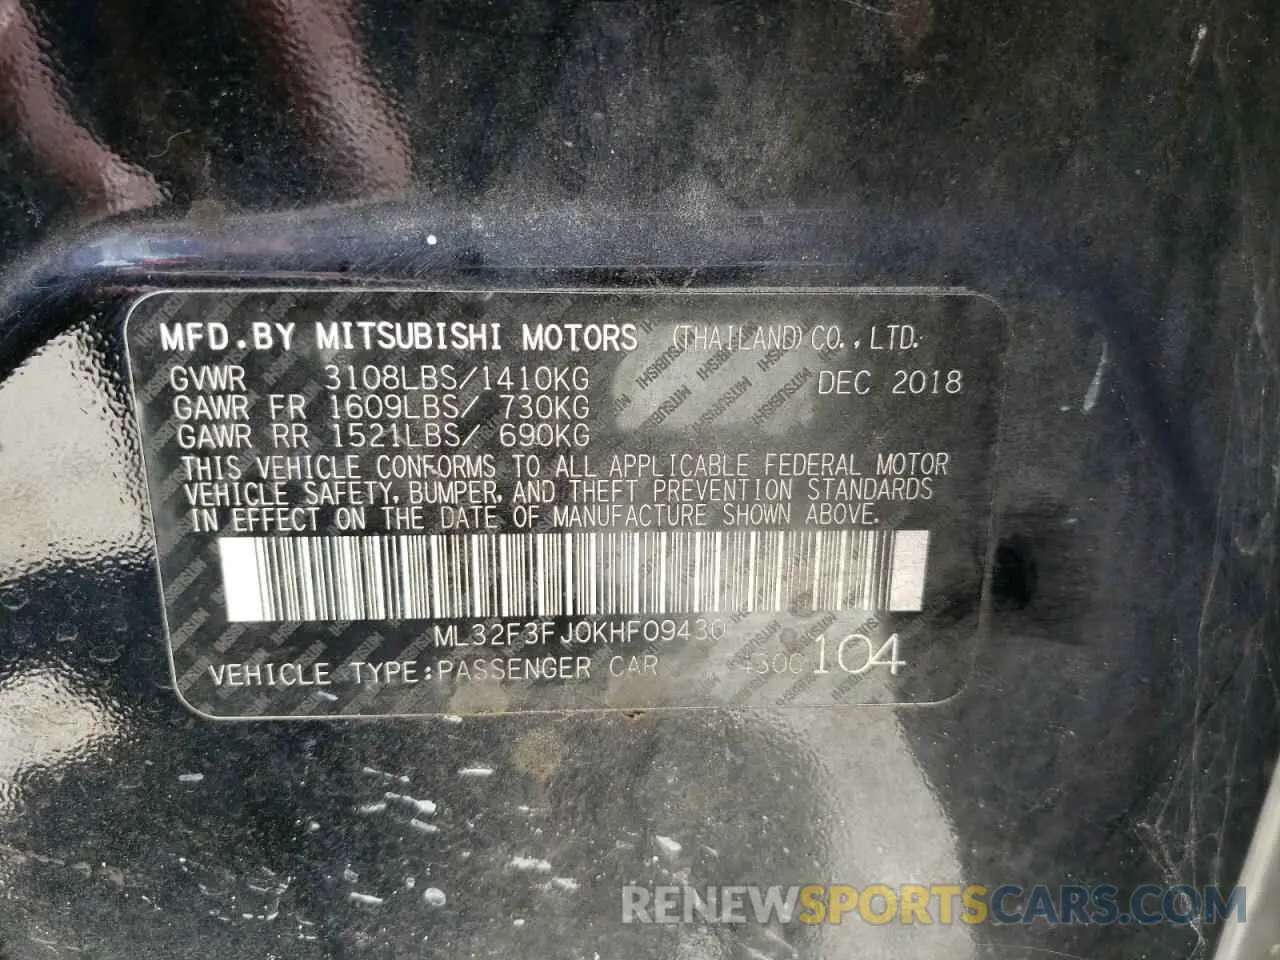 MFD.BY MITSUBISHI MOTORS (THAILAND)CO.,LTD.
GVWR 3108LBS/1410KG DEC 2018
GAWR FR 1609LBS/ 730KG
GAWR RR 1521LBS/ 690KG
THIS VEHICLE CONFORMS TO ALL APPLICABLE FEDERAL MOTOR
VEHICLE SAFETY, BUMPER, AND THEFT PREVENTION STANDARDS
IN EFFECT ON THE DATE OF MANUFACTURE SHOWN ABOVE.
VEHICLE TYPE:PASSENGER CAR 104
RENEWSPORTSCARS.COM